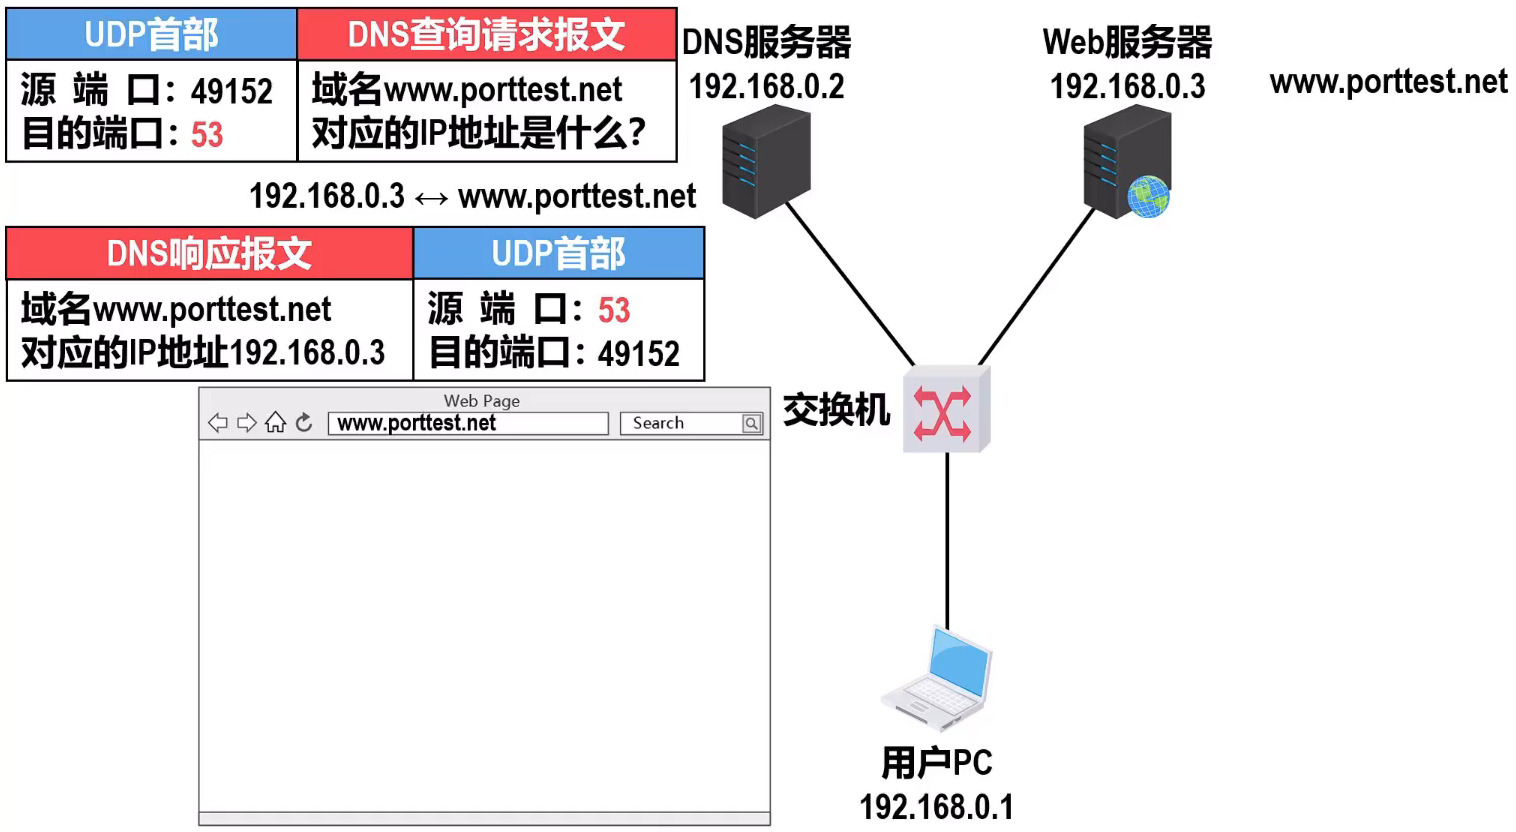 UDP首部
DNS查询请求报文
源 端 口：49152
目的端口：53
域名www.porttest.net
对应的IP地址是什么？
192.168.0.3 ↔ www.porttest.net
DNS响应报文
UDP首部
域名www.porttest.net
对应的IP地址192.168.0.3
源 端 口：53
目的端口：49152
DNS服务器
192.168.0.2
Web服务器
192.168.0.3
www.porttest.net
Web Page
www.porttest.net
Search
交换机
用户PC
192.168.0.1